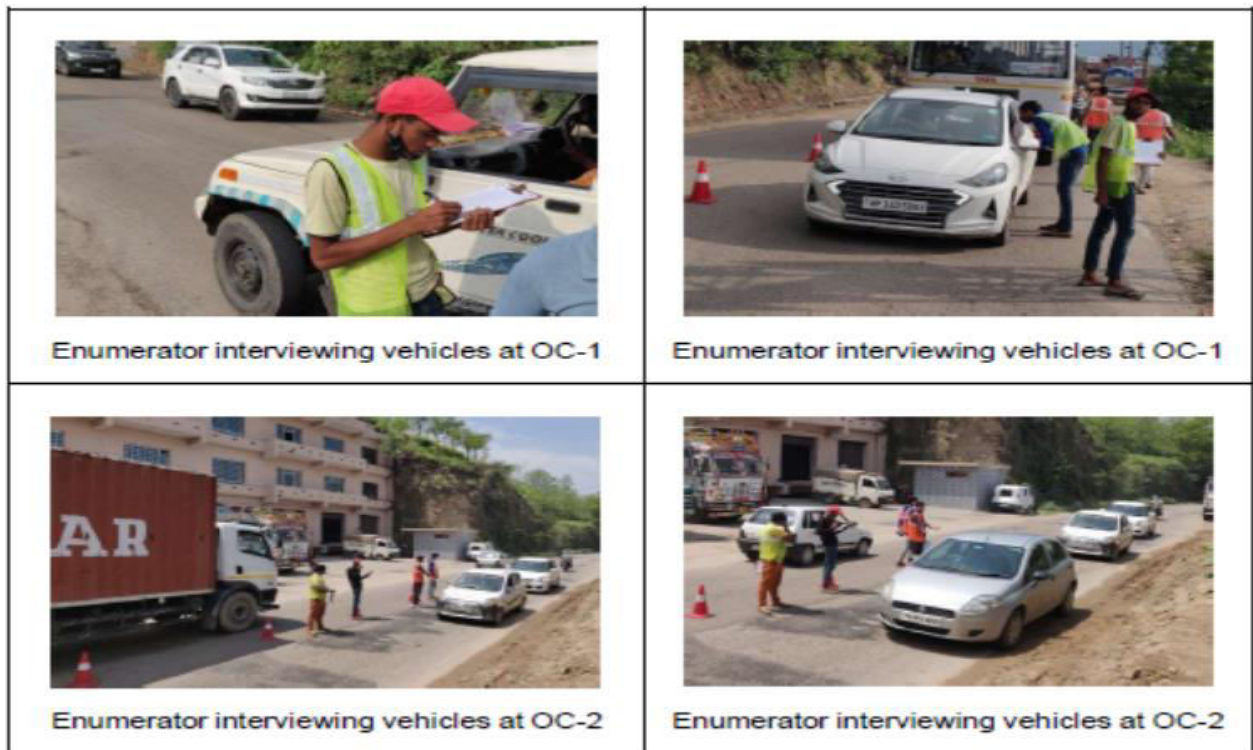 Enumerator interviewing vehicles at OC-1
Enumerator interviewing vehicles at OC-1
AR
Enumerator interviewing vehicles at OC-2
Enumerator interviewing vehicles at OC-2